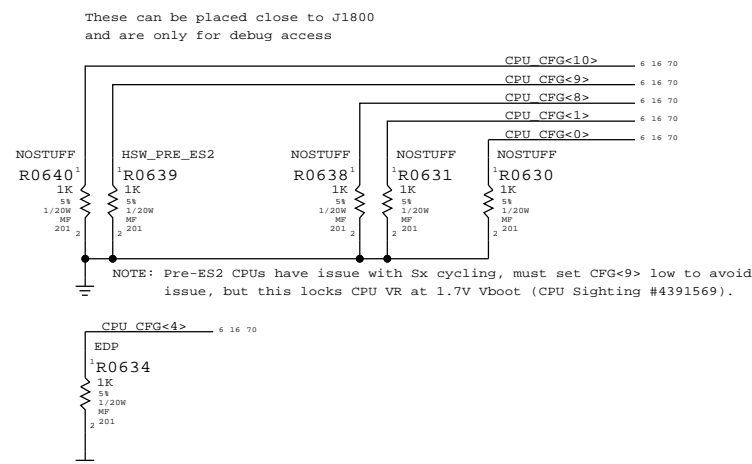 These can be placed close to J1800
and are only for debug access
CPU_CFG<10> 6 16 70
CPU_CFG<9> 6 16 70
CPU_CFG<8> 6 16 70
CPU_CFG<1> 6 16 70
CPU_CFG<0> 6 16 70
NOSTUFF HSW_PRE_ES2 NOSTUFF NOSTUFF NOSTUFF
R0640 1 1 R0639 R0638 1 1 R0631 1 R0630
1K 1K 1K 1K 1K
5% 5% 5% 5% 5%
1/20W 1/20W 1/20W 1/20W 1/20W
MF MF MF MF MF
201 2 2 201 201 2 2 201 2 201
NOTE: Pre-ES2 CPUs have issue with Sx cycling, must set CFG<9> low to avoid
issue, but this locks CPU VR at 1.7V Vboot (CPU Sighting #4391569).
CPU_CFG<4> 6 16 70
EDP
1 R0634
1K
5%
1/20W
MF
2 201